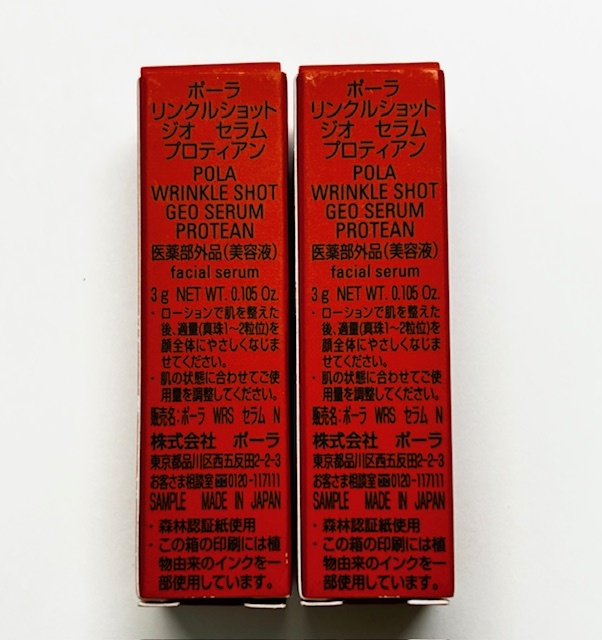 ポーラ
リンクルショット
ジオ セラム
プロティアン
POLA
WRINKLE SHOT
GEO SERUM
PROTEAN
医薬部外品(美容液)
facial serum
3g NET WT. 0.105 Oz.
・ローションで肌を整えた
後、適量(真珠1~2粒位)を
顔全体にやさしくなじま
せてください。
・肌の状態に合わせてご使
用量を調整してください。
販売名:ポーラ WRS セラム N
株式会社 ポーラ
東京都品川区西五反田2-2-3
お客さま相談室 0120-117111
SAMPLE MADE IN JAPAN
・森林認証紙使用
・この箱の印刷には植
物由来のインクを一
部使用しています。
ポーラ
リンクルショット
ジオ セラム
プロティアン
POLA
WRINKLE SHOT
GEO SERUM
PROTEAN
医薬部外品(美容液)
facial serum
3g NET WT. 0.105 Oz.
・ローションで肌を整えた
後、適量(真珠1~2粒位)を
顔全体にやさしくなじま
せてください。
・肌の状態に合わせてご使
用量を調整してください。
販売名:ポーラ WRS セラム N
株式会社 ポーラ
東京都品川区西五反田2-2-3
お客さま相談室 0120-117111
SAMPLE MADE IN JAPAN
・森林認証紙使用
・この箱の印刷には植
物由来のインクを一
部使用しています。